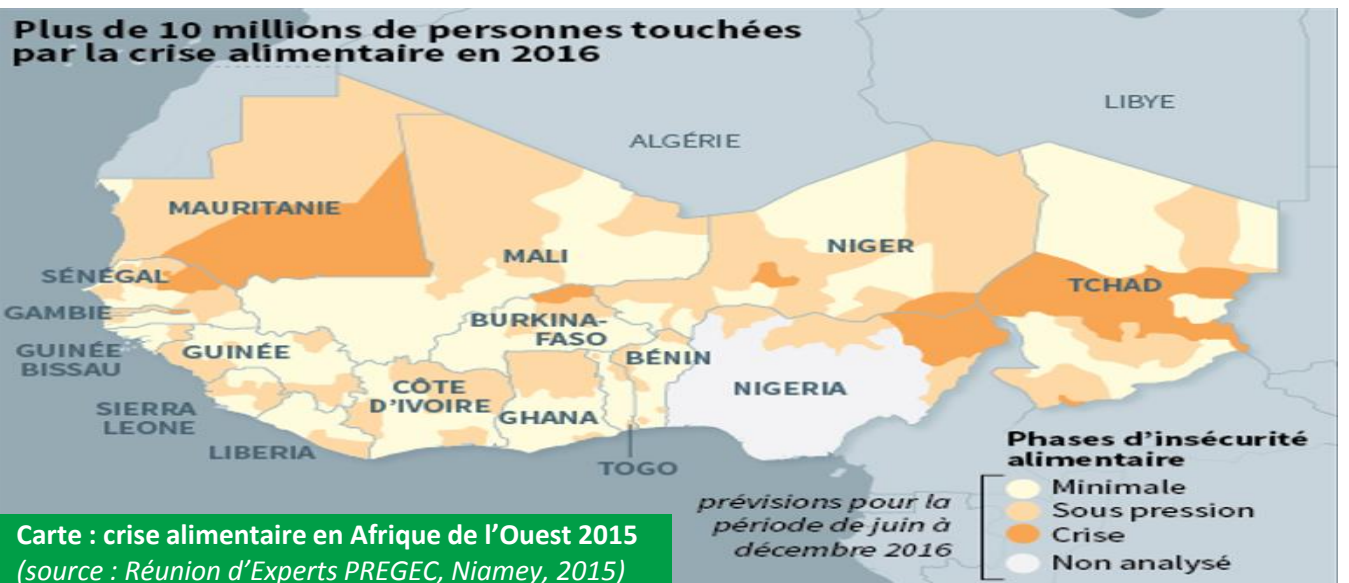 Plus de 10 millions de personnes touchées
par la crise alimentaire en 2016
LIBYE
ALGÉRIE
MAURITANIE
MALI
NIGER
TCHAD
SÉNÉGAL
GAMBIE
BURKINA-
FASO
GUINÉE
BISSAU
GUINÉE
BÉNIN
NIGERIA
CÔTE
D’IVOIRE
GHANA
SIERRA
LEONE
LIBERIA
TOGO
Phases d’insécurité
alimentaire
Minimale
Sous pression
Crise
Non analysé
prévisions pour la
période de juin à
décembre 2016
Carte : crise alimentaire en Afrique de l’Ouest 2015
(source : Réunion d’Experts PREGEC, Niamey, 2015)